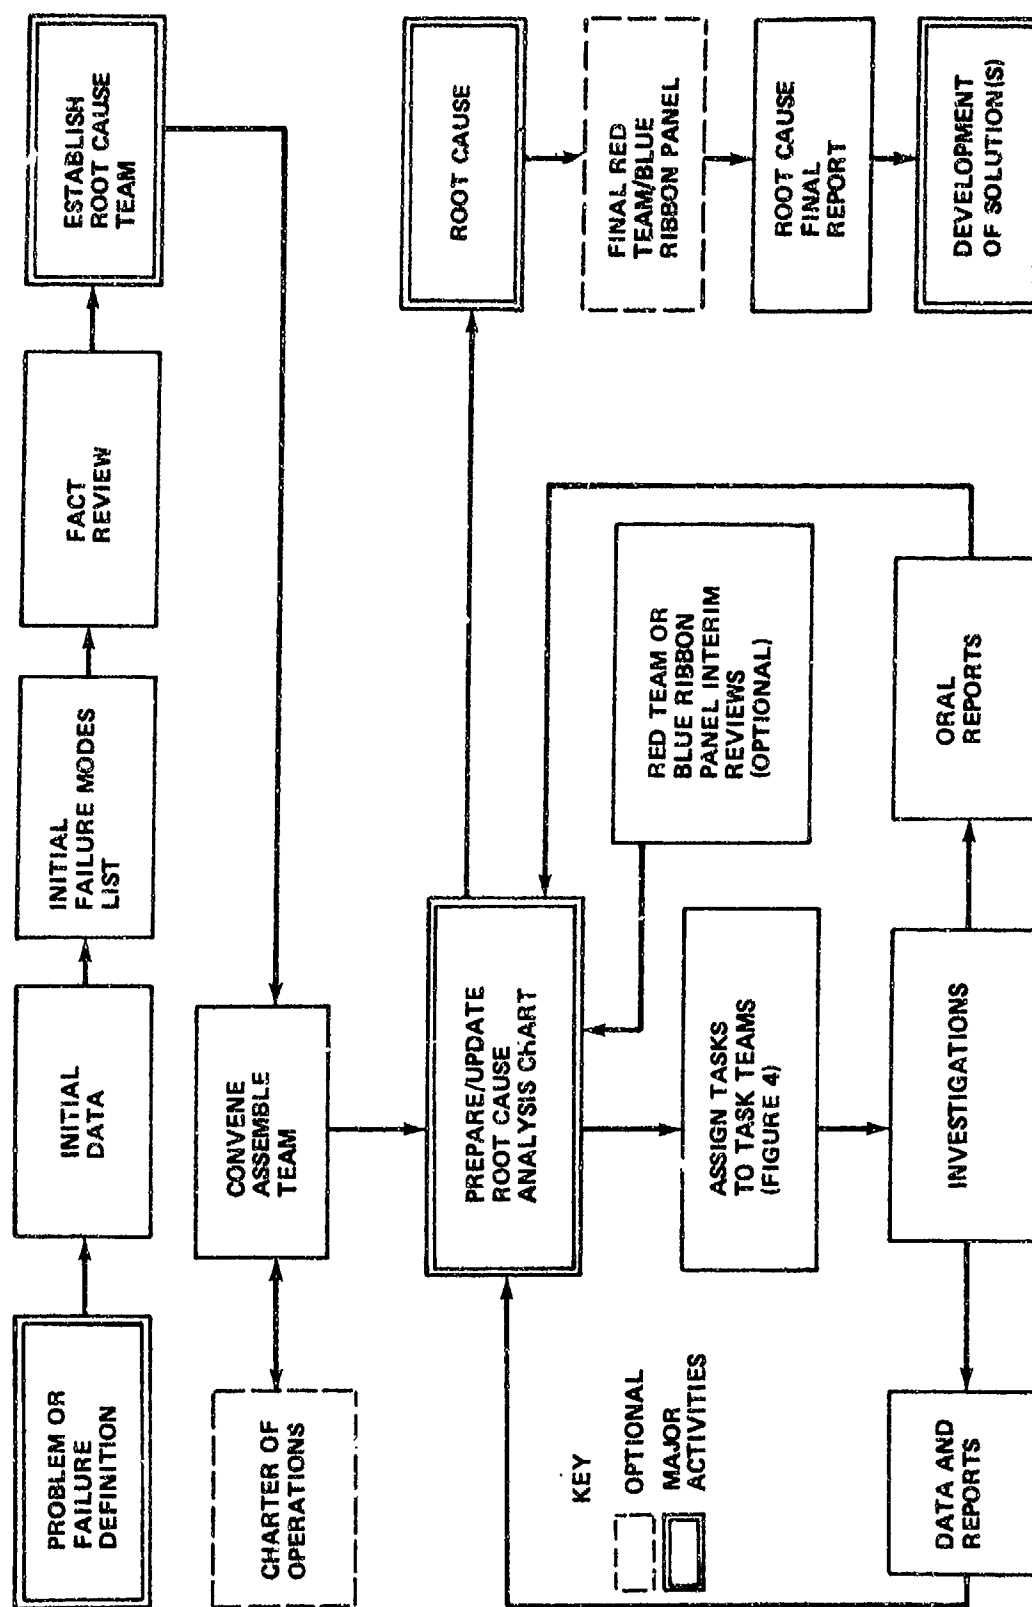 PROBLEM OR
FAILURE
DEFINITION
INITIAL
DATA
INITIAL
FAILURE MODES
LIST
FACT
REVIEW
ESTABLISH
ROOT CAUSE
TEAM
CHARTER OF
OPERATIONS
CONVENE
ASSEMBLE
TEAM
PREPARE/UPDATE
ROOT CAUSE
ANALYSIS CHART
ROOT CAUSE
FINAL RED
TEAM/BLUE
RIBBON PANEL
ROOT CAUSE
FINAL
REPORT
DEVELOPMENT
OF SOLUTION(S)
RED TEAM OR
BLUE RIBBON
PANEL INTERIM
REVIEWS
(OPTIONAL)
ASSIGN TASKS
TO TASK TEAMS
(FIGURE 4)
KEY
OPTIONAL
MAJOR
ACTIVITIES
DATA AND
REPORTS
INVESTIGATIONS
ORAL
REPORTS